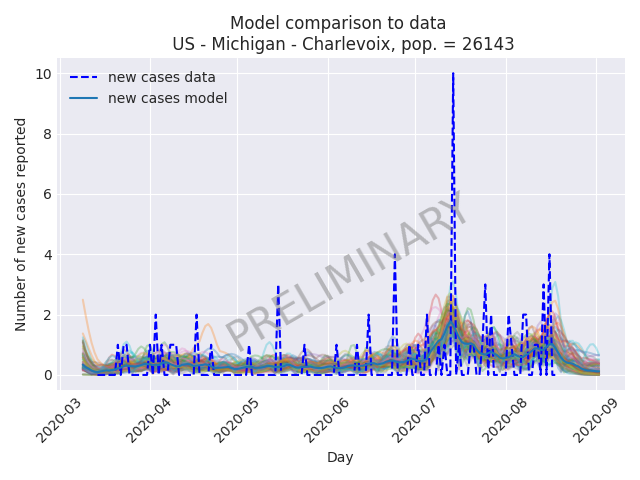 Model comparison to data
US - Michigan - Charlevoix, pop. = 26143
new cases data
new cases model
PRELIMINARY
Number of new cases reported
10
8
6
4
2
0
2020-03
2020-04
2020-05
2020-06
2020-07
2020-08
2020-09
Day